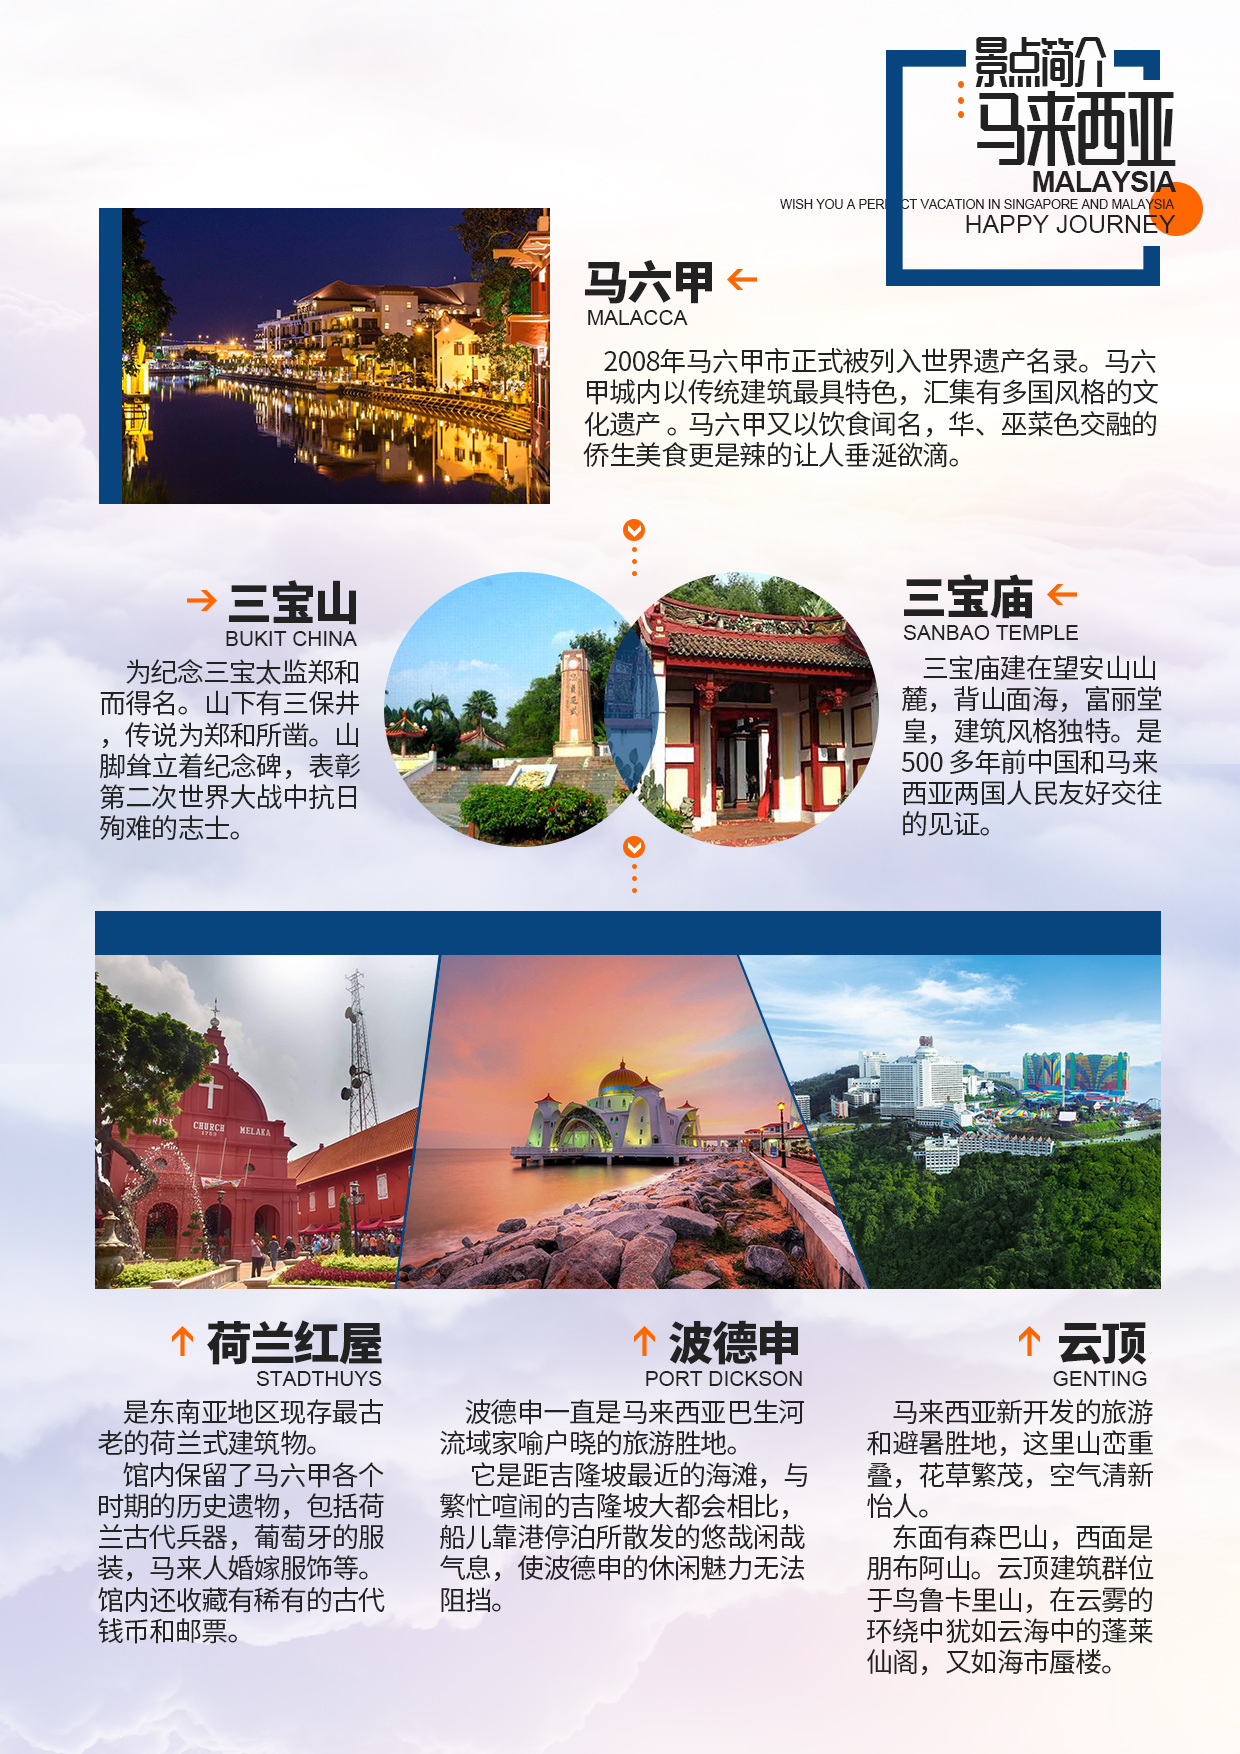 景点简介
马来西亚
MALAYSIA
WISH YOU A PERFECT VACATION IN SINGAPORE AND MALAYSIA
HAPPY JOURNEY
马六甲
MALACCA
2008年马六甲市正式被列入世界遗产名录。马六
甲城内以传统建筑最具特色，汇集有多国风格的文
化遗产 。马六甲又以饮食闻名，华、巫菜色交融的
侨生美食更是辣的让人垂涎欲滴。
三宝山
BUKIT CHINA
为纪念三宝太监郑和
而得名。山下有三保井
，传说为郑和所凿。山
脚耸立着纪念碑，表彰
第二次世界大战中抗日
殉难的志士。
三宝庙
SANBAO TEMPLE
三宝庙建在望安山山
麓，背山面海，富丽堂
皇，建筑风格独特。是
500 多年前中国和马来
西亚两国人民友好交往
的见证。
CHURCH MELAKA
1753
荷兰红屋
STADTHUYS
是东南亚地区现存最古
老的荷兰式建筑物。
馆内保留了马六甲各个
时期的历史遗物，包括荷
兰古代兵器，葡萄牙的服
装，马来人婚嫁服饰等。
馆内还收藏有稀有的古代
钱币和邮票。
波德申
PORT DICKSON
波德申一直是马来西亚巴生河
流域家喻户晓的旅游胜地。
它是距吉隆坡最近的海滩，与
繁忙喧闹的吉隆坡大都会相比，
船儿靠港停泊所散发的悠哉闲哉
气息，使波德申的休闲魅力无法
阻挡。
云顶
GENTING
马来西亚新开发的旅游
和避暑胜地，这里山峦重
叠，花草繁茂，空气清新
怡人。
东面有森巴山，西面是
朋布阿山。云顶建筑群位
于鸟鲁卡里山，在云雾的
环绕中犹如云海中的蓬莱
仙阁，又如海市蜃楼。